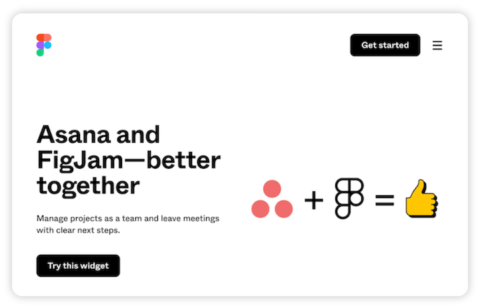 Get started
Asana and
FigJam—better
together
Manage projects as a team and leave meetings
with clear next steps.
+ =
Try this widget